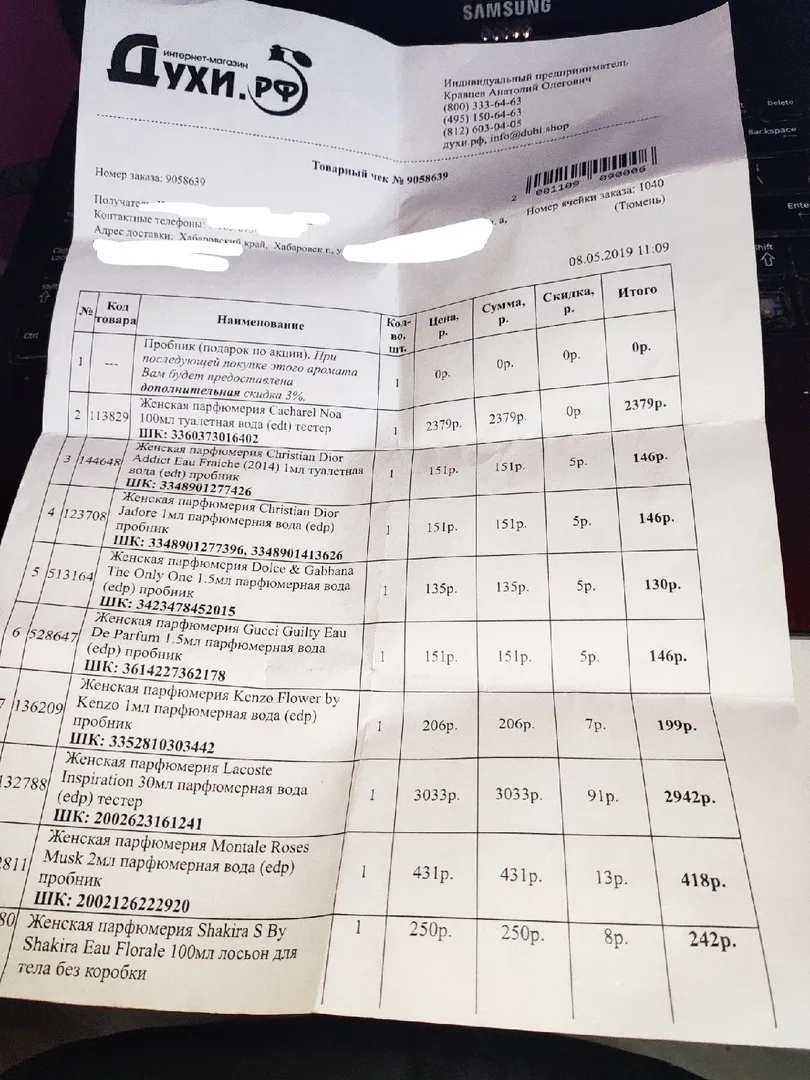 SAMSUNG
Delete
Backspace
Shift
Ctrl
интернет-магазин
Духи.рф
Индивидуальный предприниматель
Кравцев Анатолий Олегович
(800) 333-64-63
(495) 150-64-63
(812) 603-04-05
духи.рф, info@duhi.shop
Товарный чек № 9058639
Номер заказа: 9058639
2 081109 090006
Номер ячейки заказа: 1040
(Тюмень)
Контактные телефоны:
Адрес доставки: Хабаровский край, Хабаровск г.,
08.05.2019 11:09
№ Код товара Наименование Кол-во, шт. Цена, р. Сумма, р. Скидка, р. Итого
1 --- Пробник (подарок по акции). При 1 0р. 0р. 0р. 0р.
последующей покупке этого аромата
Вам будет предоставлена
дополнительная скидка 3%.
2 113829 Женская парфюмерия Cacharel Noa 1 2379р. 2379р. 0р. 2379р.
100мл туалетная вода (edt) тестер
ШК: 3360373016402
3 144648 Женская парфюмерия Christian Dior 1 151р. 151р. 5р. 146р.
Addict Eau Fraiche (2014) 1мл туалетная
вода (edt) пробник
ШК: 3348901277426
4 123708 Женская парфюмерия Christian Dior 1 151р. 151р. 5р. 146р.
Jadore 1мл парфюмерная вода (edp)
пробник
ШК: 3348901277396, 3348901413626
5 513164 Женская парфюмерия Dolce & Gabbana 1 135р. 135р. 5р. 130р.
The Only One 1.5мл парфюмерная вода
(edp) пробник
ШК: 3423478452015
6 528647 Женская парфюмерия Gucci Guilty Eau 1 151р. 151р. 5р. 146р.
De Parfum 1.5мл парфюмерная вода
(edp) пробник
ШК: 3614227362178
7 136209 Женская парфюмерия Kenzo Flower by 1 206р. 206р. 7р. 199р.
Kenzo 1мл парфюмерная вода (edp)
пробник
ШК: 3352810303442
132788 Женская парфюмерия Lacoste 1 3033р. 3033р. 91р. 2942р.
Inspiration 30мл парфюмерная вода
(edp) тестер
ШК: 2002623161241
2811 Женская парфюмерия Montale Roses 1 431р. 431р. 13р. 418р.
Musk 2мл парфюмерная вода (edp)
пробник
ШК: 2002126222920
80 Женская парфюмерия Shakira S By 1 250р. 250р. 8р. 242р.
Shakira Eau Florale 100мл лосьон для
тела без коробки